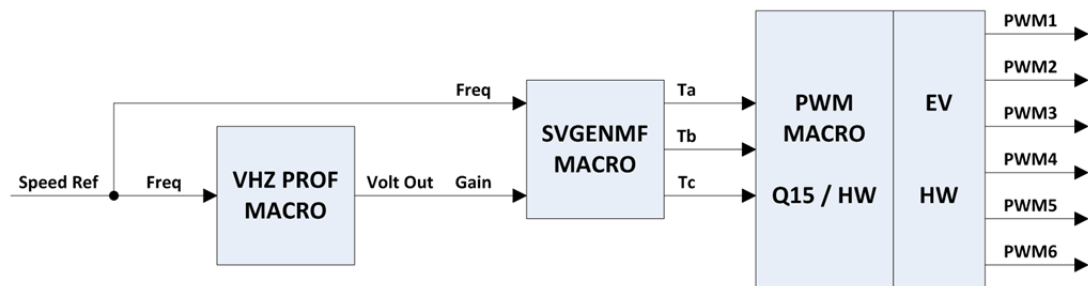 Speed Ref
Freq
VHZ PROF
MACRO
Volt Out
Gain
Freq
SVGENMF
MACRO
Ta
Tb
Tc
PWM
MACRO
Q15 / HW
EV
HW
PWM1
PWM2
PWM3
PWM4
PWM5
PWM6